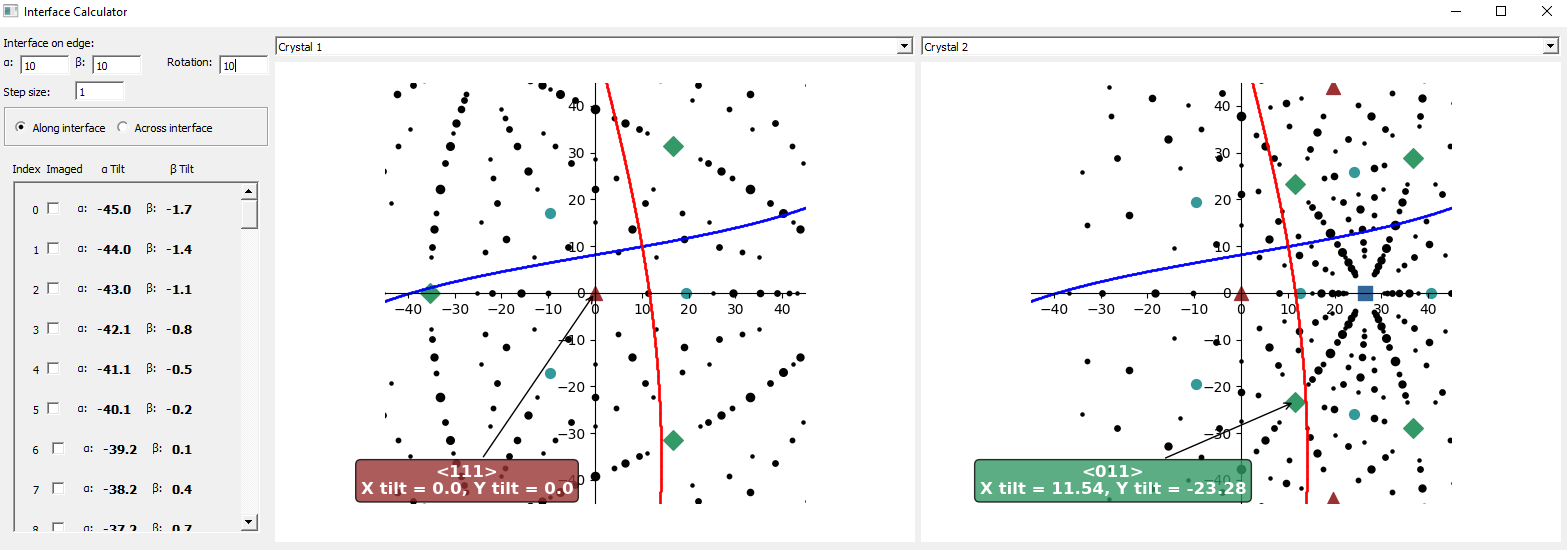 Interface Calculator
Interface on edge:
α: 10 β: 10 Rotation: 10
Step size: 1
Along interface Across interface
Index Imaged α Tilt β Tilt
0 α: -45.0 β: -1.7
1 α: -44.0 β: -1.4
2 α: -43.0 β: -1.1
3 α: -42.1 β: -0.8
4 α: -41.1 β: -0.5
5 α: -40.1 β: -0.2
6 α: -39.2 β: 0.1
7 α: -38.2 β: 0.4
8 α: -37.2 β: 0.7
Crystal 1
40
30
20
10
0
−40 −30 −20 −10 0 10 20 30 40
−10
−20
−30
−40
<111>
X tilt = 0.0, Y tilt = 0.0
Crystal 2
40
30
20
10
0
−40 −30 −20 −10 0 10 20 30 40
−10
−20
−30
−40
<011>
X tilt = 11.54, Y tilt = -23.28